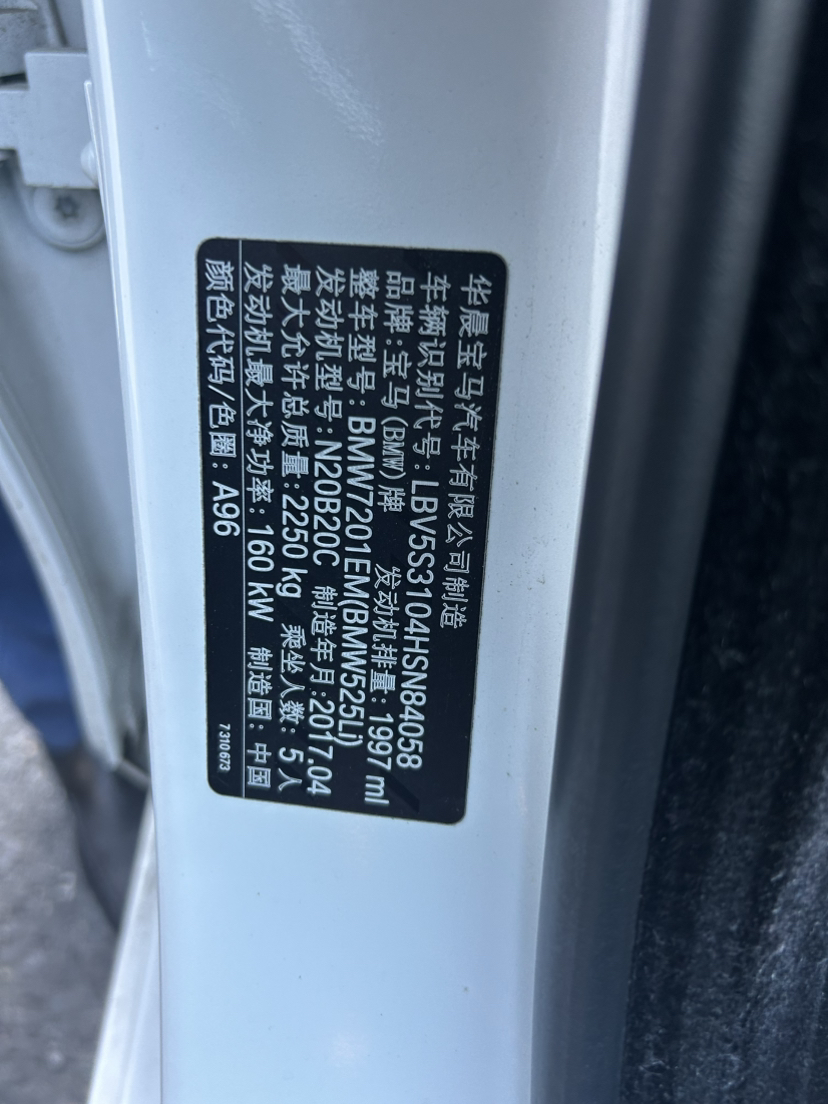 华晨宝马汽车有限公司制造
车辆识别代号：LBV5S3104HSN84058
品牌：宝马(BMW)牌 发动机排量：1997 ml
整车型号：BMW7201EM(BMW525Li)
发动机型号：N20B20C 制造年月：2017.04
最大允许总质量：2250 kg 乘坐人数：5 人
发动机最大净功率：160 kW 制造国：中国
颜色代码/色圈：A96
7 310 673